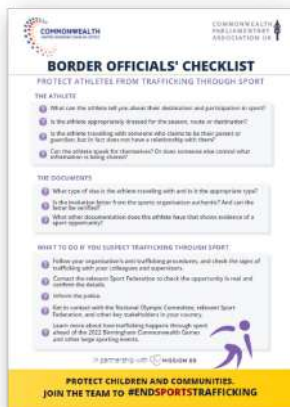 COMMONWEALTH
COMMONWEALTH
PARLIAMENTARY
ASSOCIATION UK
BORDER OFFICIALS' CHECKLIST
PROTECT ATHLETES FROM TRAFFICKING THROUGH SPORT
THE ATHLETE
What can the athlete tell you about their destination and participation in sport?
Is the athlete appropriately dressed for the season, route or destination?
Is the athlete travelling with someone who claims to be their parent or
guardian, but in fact does not have a relationship with them?
Can the athlete speak for themselves? Or does someone else control what
information is being shared?
THE DOCUMENTS
What type of visa is the athlete travelling with and is it the appropriate type?
Is the invitation letter from the sports organisation authentic? And can the
letter be verified?
What other documentation does the athlete have that shows evidence of a
sport opportunity?
WHAT TO DO IF YOU SUSPECT TRAFFICKING THROUGH SPORT
Follow your organisation's anti-trafficking procedures, and check the signs of
trafficking with your colleagues and supervisors.
Contact the relevant Sport Federation to check the opportunity is real and
confirm the details.
Inform the police.
Get in contact with the National Olympic Committee, relevant Sport
Federation, and other key stakeholders in your country.
Learn more about how trafficking happens through sport
ahead of the 2022 Birmingham Commonwealth Games
and other large sporting events.
In partnership with MISSION 89
PROTECT CHILDREN AND COMMUNITIES.
JOIN THE TEAM TO #ENDSPORTSTRAFFICKING